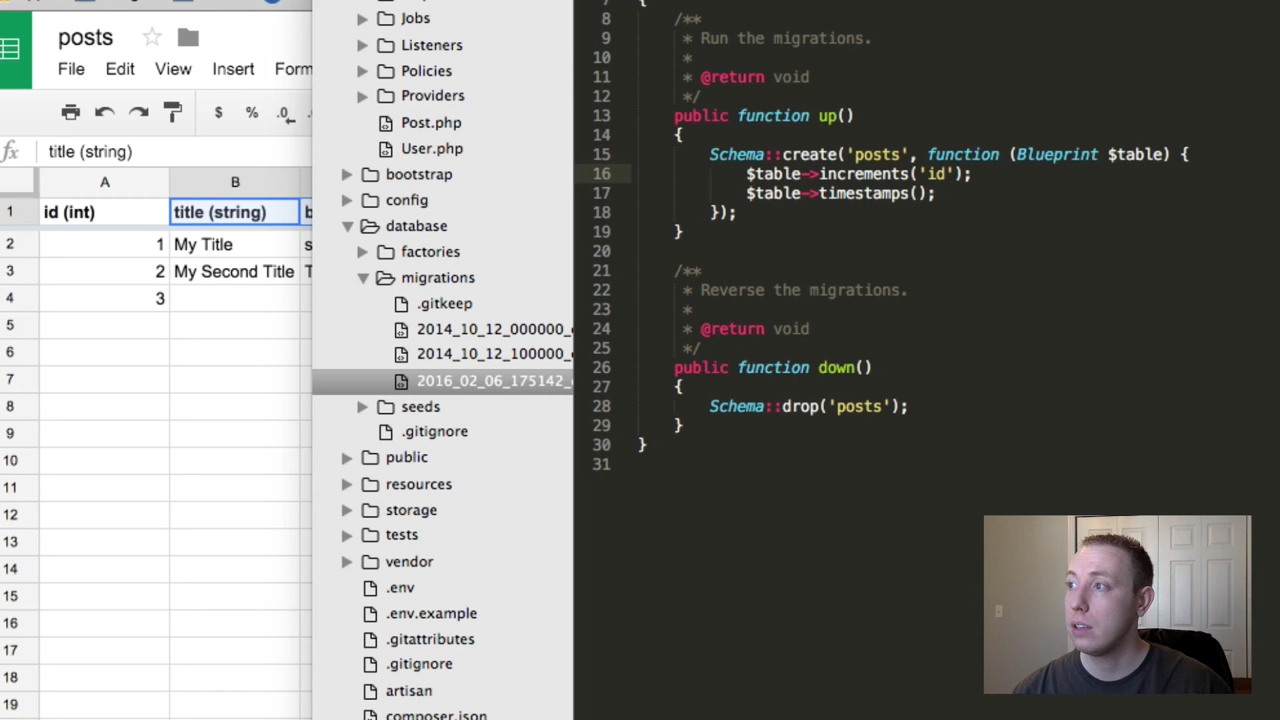 posts
File Edit View Insert Form
$ % .0
fx title (string)
A B
1 id (int) title (string) b
2 1 My Title s
3 2 My Second Title T
4 3
5
6
7
8
9
10
11
12
13
14
15
16
17
18
19
Jobs
Listeners
Policies
Providers
Post.php
User.php
bootstrap
config
database
factories
migrations
.gitkeep
2014_10_12_000000_
2014_10_12_100000_
2016_02_06_175142_
seeds
.gitignore
public
resources
storage
tests
vendor
.env
.env.example
.gitattributes
.gitignore
artisan
composer.json
7 {
8 /**
9 * Run the migrations.
10 *
11 * @return void
12 */
13 public function up()
14 {
15 Schema::create('posts', function (Blueprint $table) {
16 $table->increments('id');
17 $table->timestamps();
18 });
19 }
20
21 /**
22 * Reverse the migrations.
23 *
24 * @return void
25 */
26 public function down()
27 {
28 Schema::drop('posts');
29 }
30 }
31